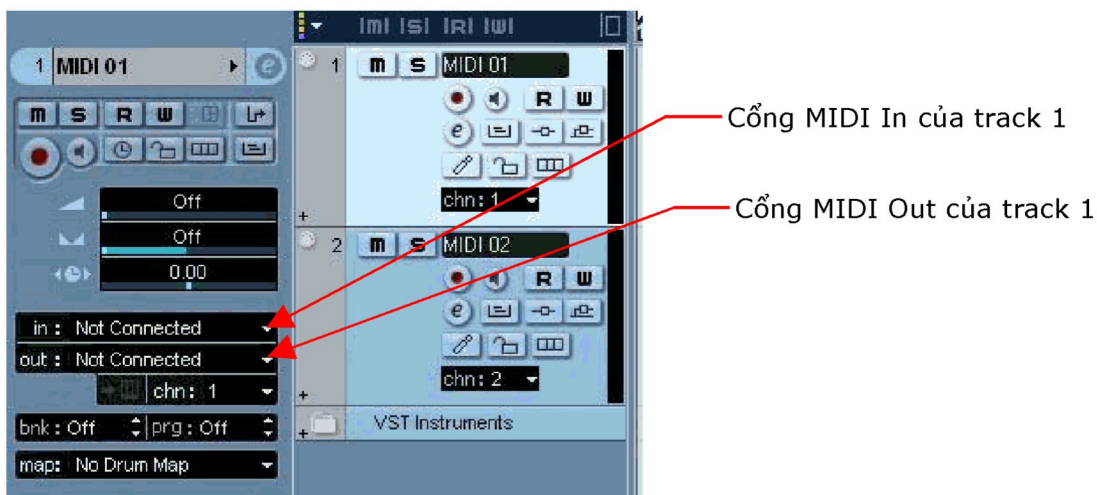 |m| |S| |R| |W|
1 MIDI 01 e
m S R W
Off
Off
0.00
in : Not Connected
out : Not Connected
chn: 1
bnk : Off prg : Off
map: No Drum Map
1 m S MIDI 01
R W
e
chn: 1
+
2 m S MIDI 02
R W
e
chn: 2
+
+ VST Instruments
Cổng MIDI In của track 1
Cổng MIDI Out của track 1